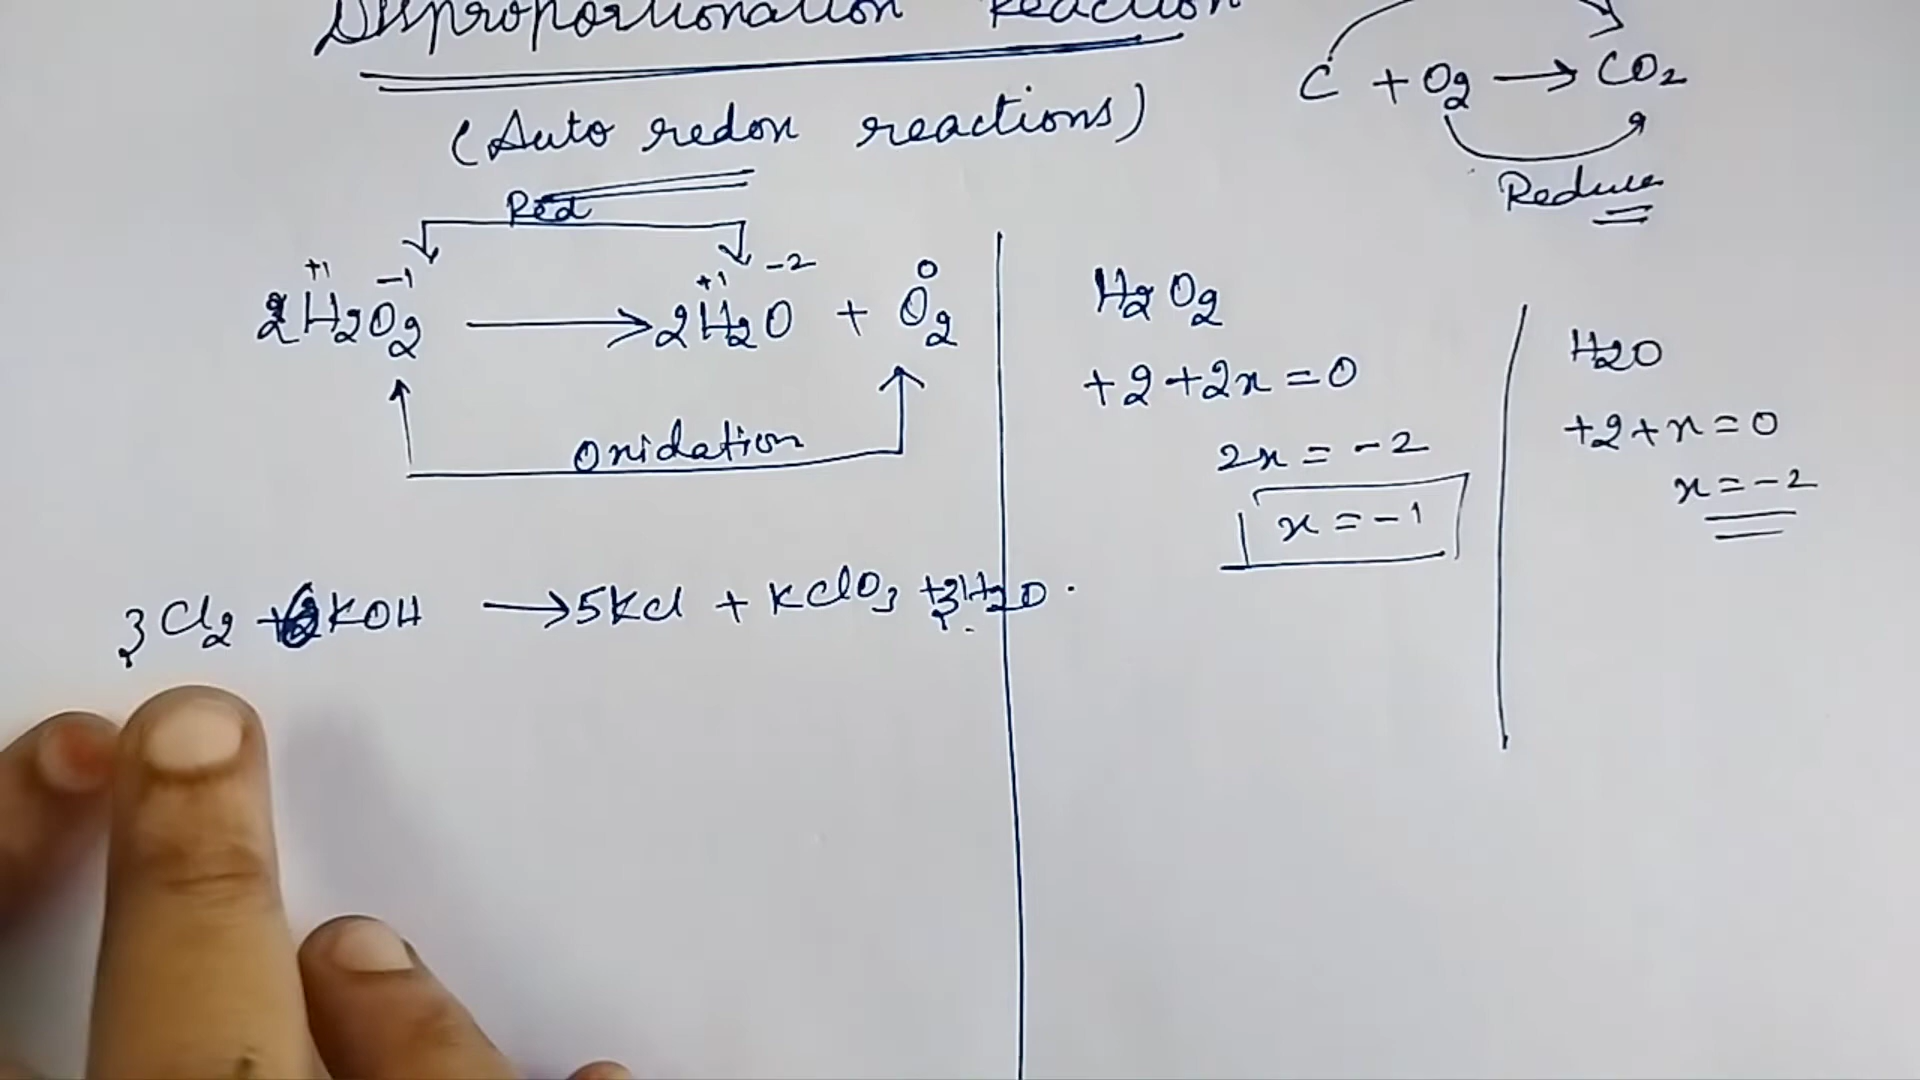 Disproportionation Reaction
(Auto redox reactions)
C + O2 → CO2
Reduce
Red
+1 -1 +1 -2 0
2H2O2 → 2H2O + O2
Oxidation
H2O2
+2+2x=0
2x=-2
x=-1
H2O
+2+x=0
x=-2
3Cl2 + 6KOH → 5KCl + KClO3 + 3H2O.